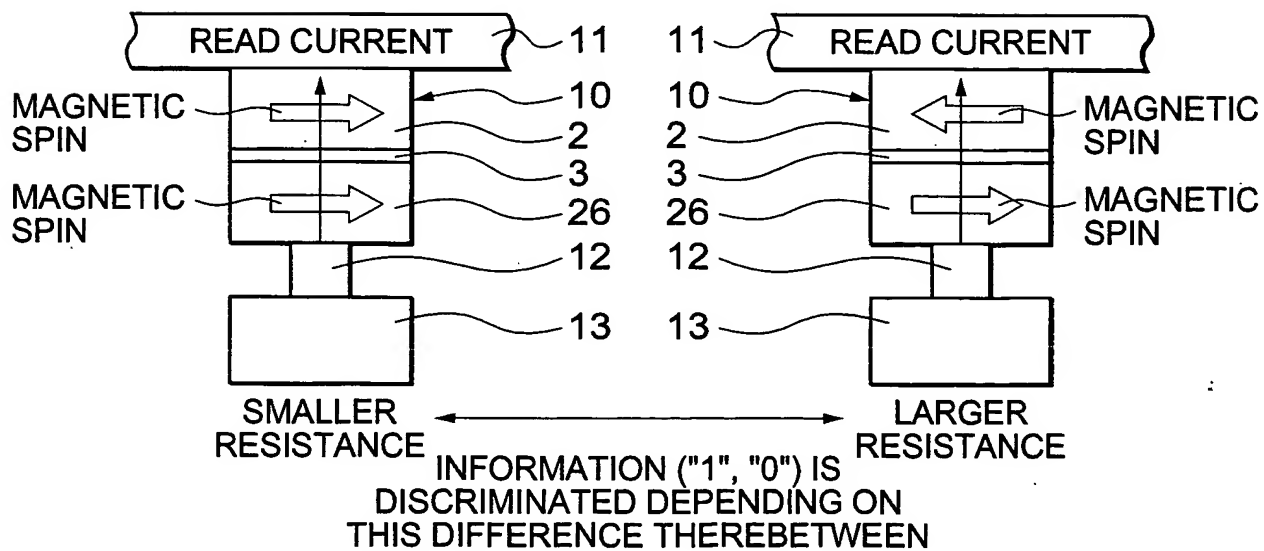 READ CURRENT
11
11
READ CURRENT
MAGNETIC
SPIN
10
2
3
MAGNETIC
SPIN
26
12
13
10
MAGNETIC
SPIN
2
3
26
MAGNETIC
SPIN
12
13
SMALLER
RESISTANCE
LARGER
RESISTANCE
INFORMATION ("1", "0") IS
DISCRIMINATED DEPENDING ON
THIS DIFFERENCE THEREBETWEEN